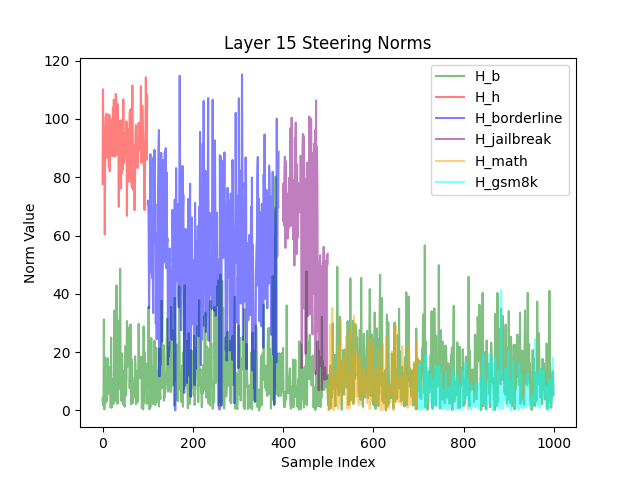 Layer 15 Steering Norms
120
100
80
60
40
20
0
Norm Value
H_b
H_h
H_borderline
H_jailbreak
H_math
H_gsm8k
0
200
400
600
800
1000
Sample Index